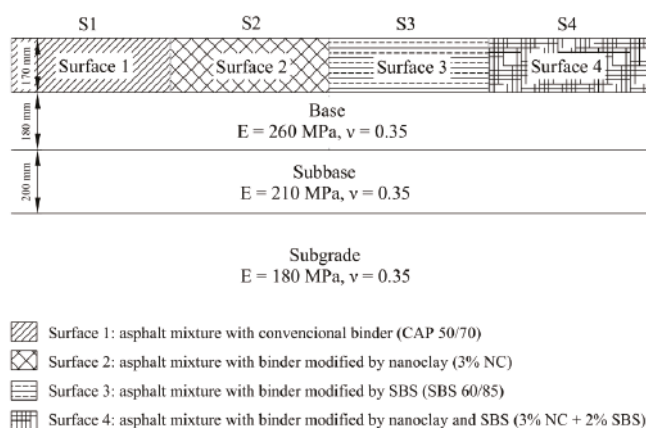 S1 S2 S3 S4
170 mm Surface 1 Surface 2 Surface 3 Surface 4
180 mm Base
E = 260 MPa, ν = 0.35
200 mm Subbase
E = 210 MPa, ν = 0.35
Subgrade
E = 180 MPa, ν = 0.35
Surface 1: asphalt mixture with convencional binder (CAP 50/70)
Surface 2: asphalt mixture with binder modified by nanoclay (3% NC)
Surface 3: asphalt mixture with binder modified by SBS (SBS 60/85)
Surface 4: asphalt mixture with binder modified by nanoclay and SBS (3% NC + 2% SBS)